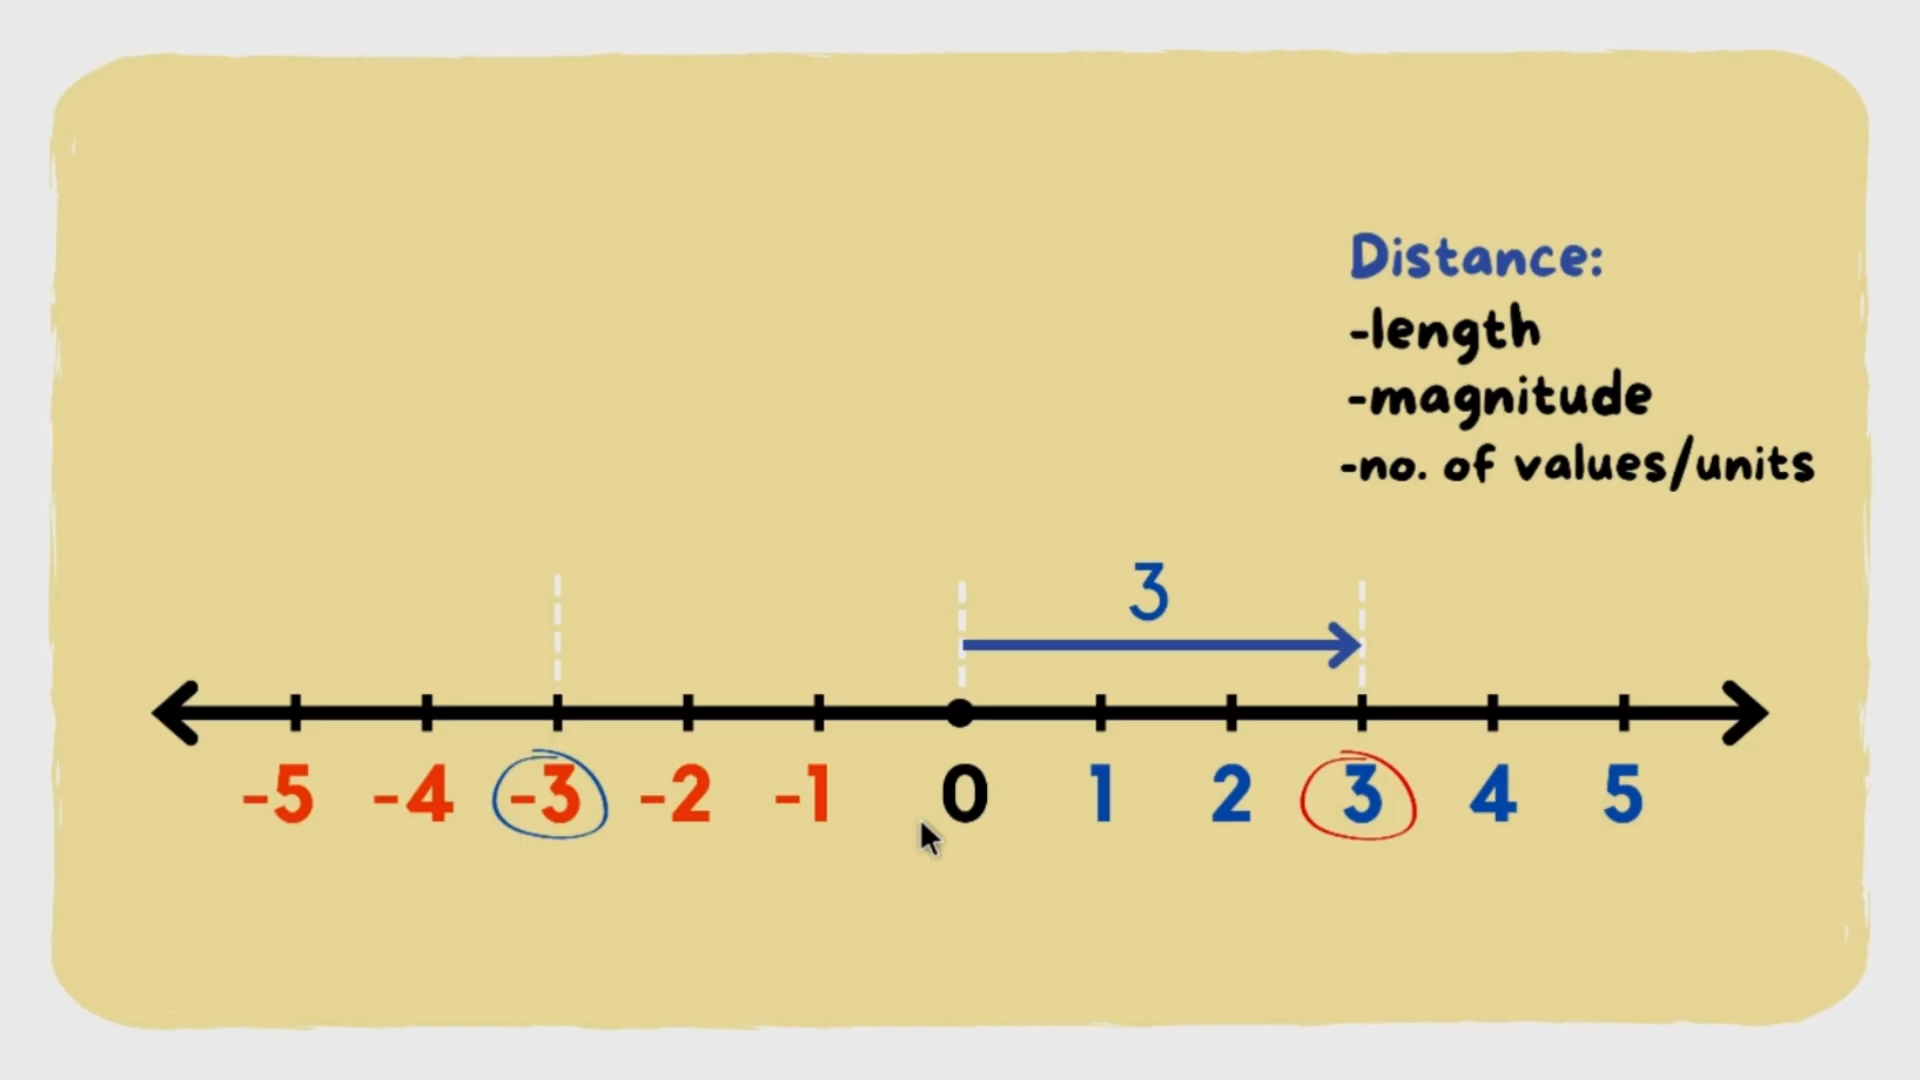 Distance:
-length
-magnitude
-no. of values/units
3
-5 -4 -3 -2 -1 0 1 2 3 4 5